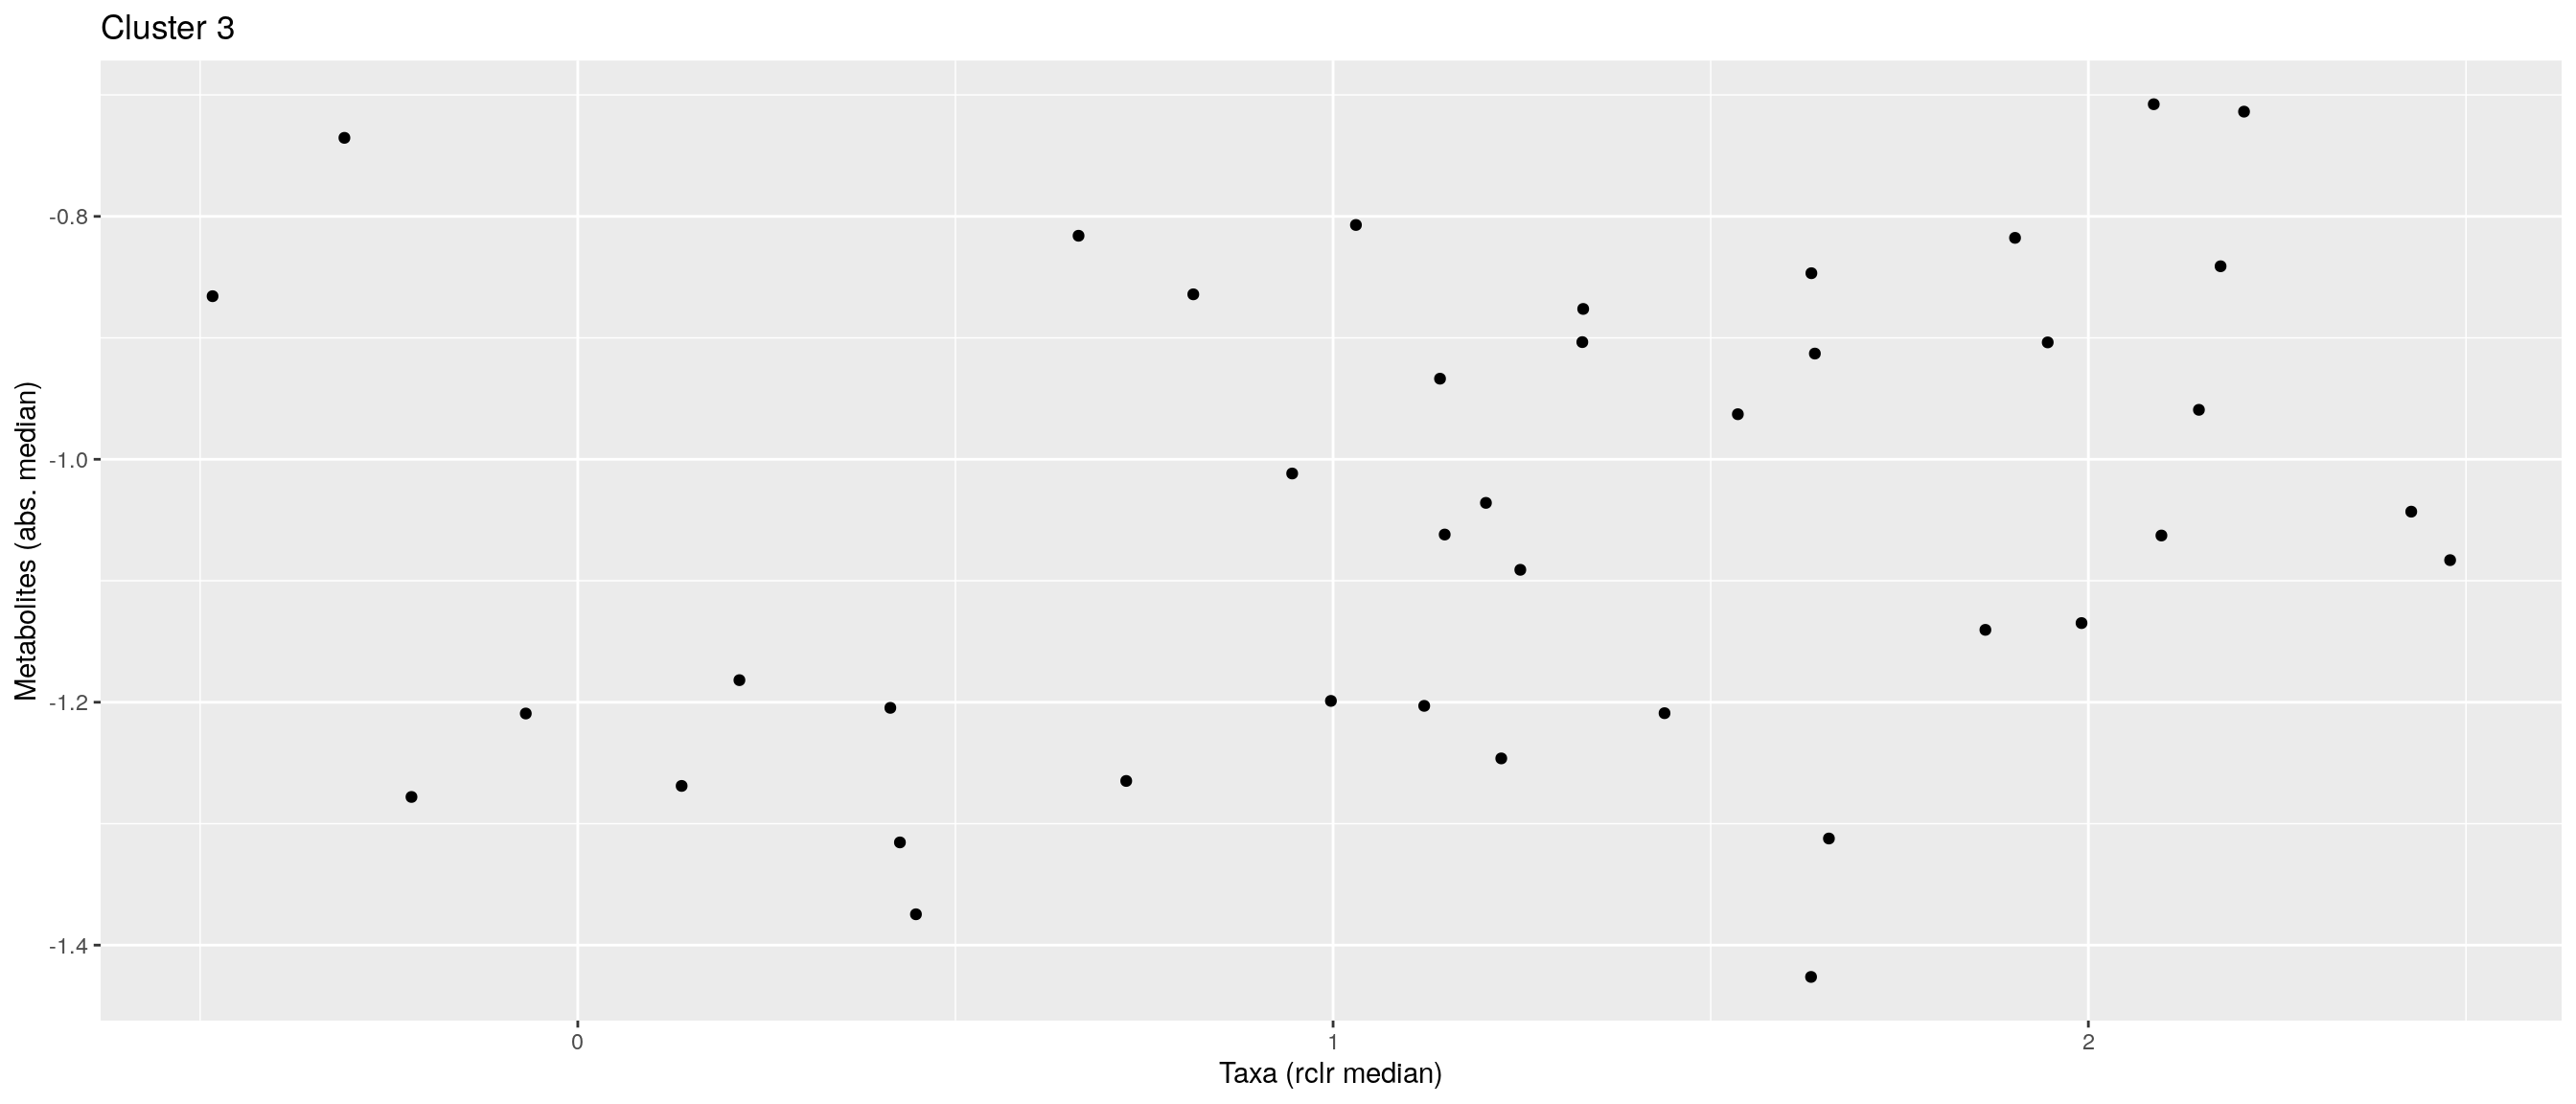 Cluster 3
Metabolites (abs. median)
-0.8
-1.0
-1.2
-1.4
0
1
2
Taxa (rclr median)